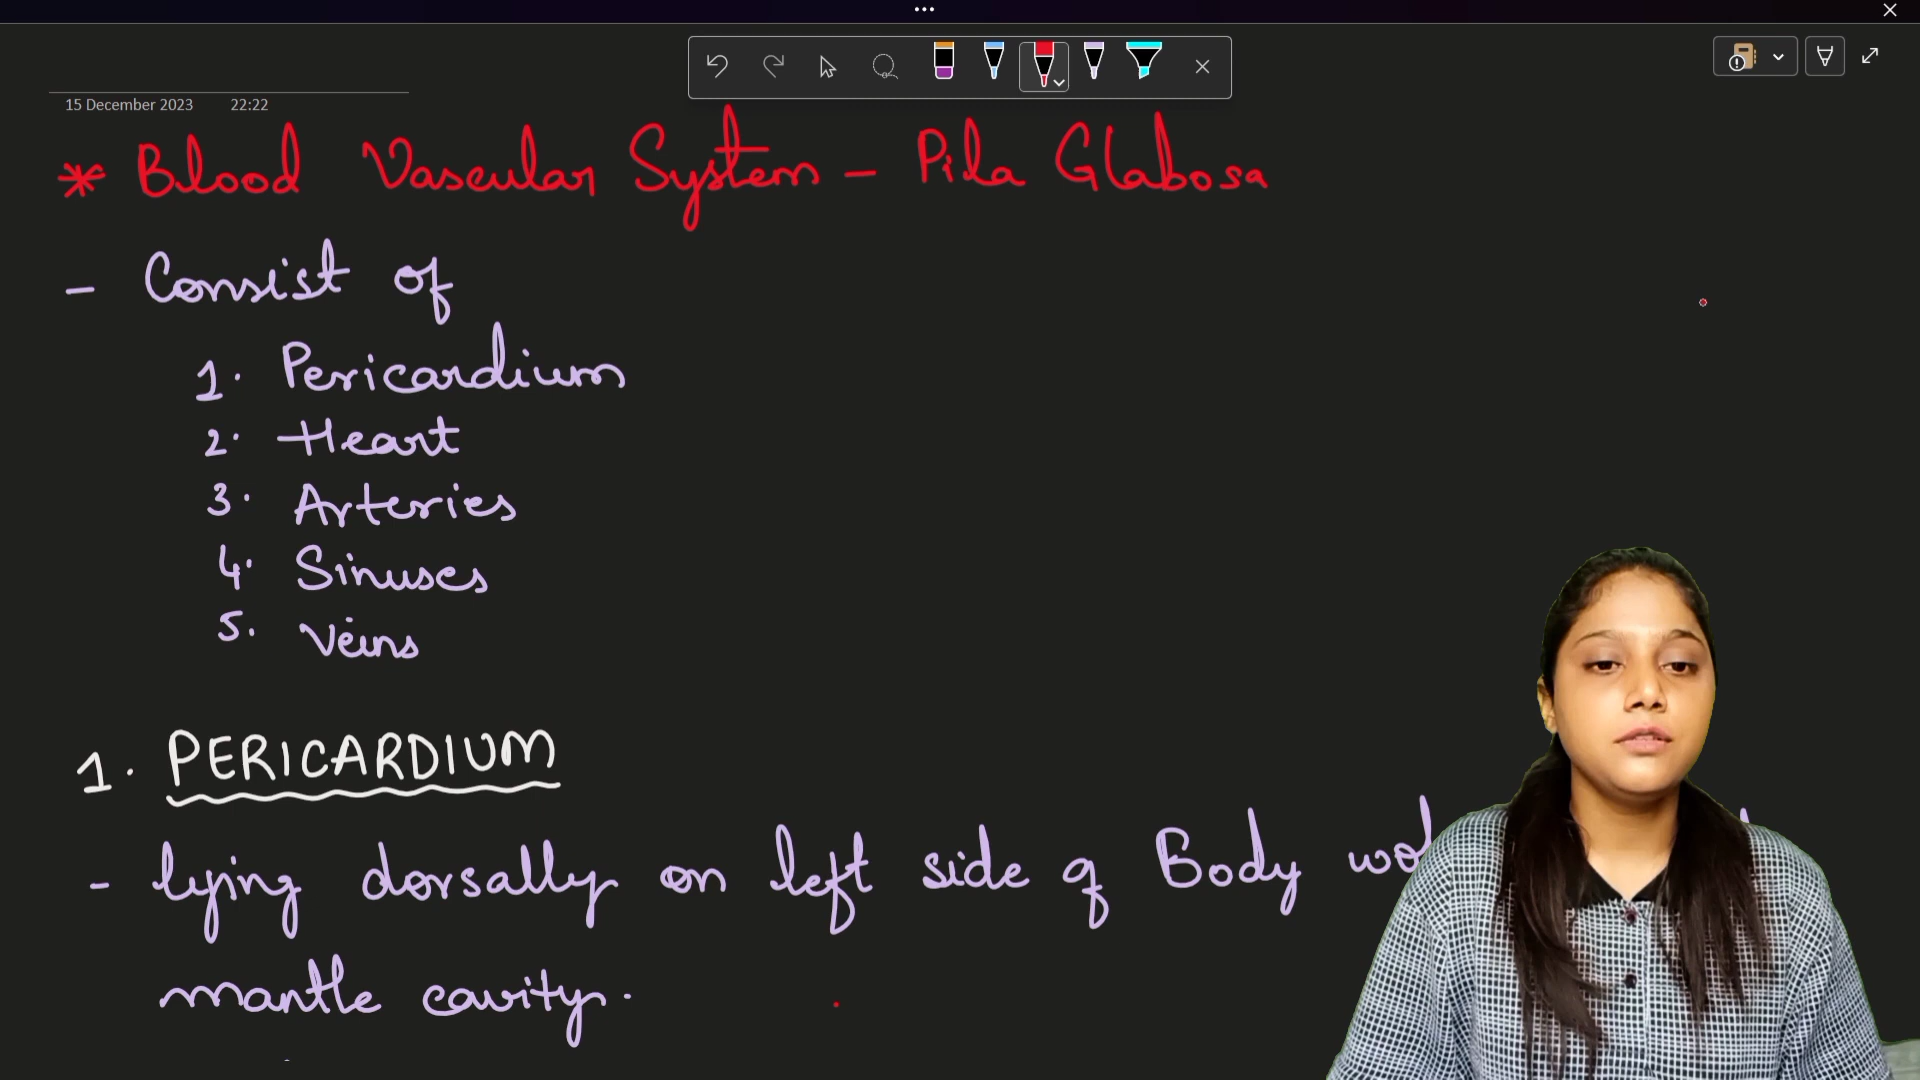 15 December 2023 22:22
* Blood Vascular System - Pila Glabosa
- Consist of
1. Pericardium
2. Heart
3. Arteries
4. Sinuses
5. Veins
1. PERICARDIUM
- lying dorsally on left side of Body
mantle cavity.